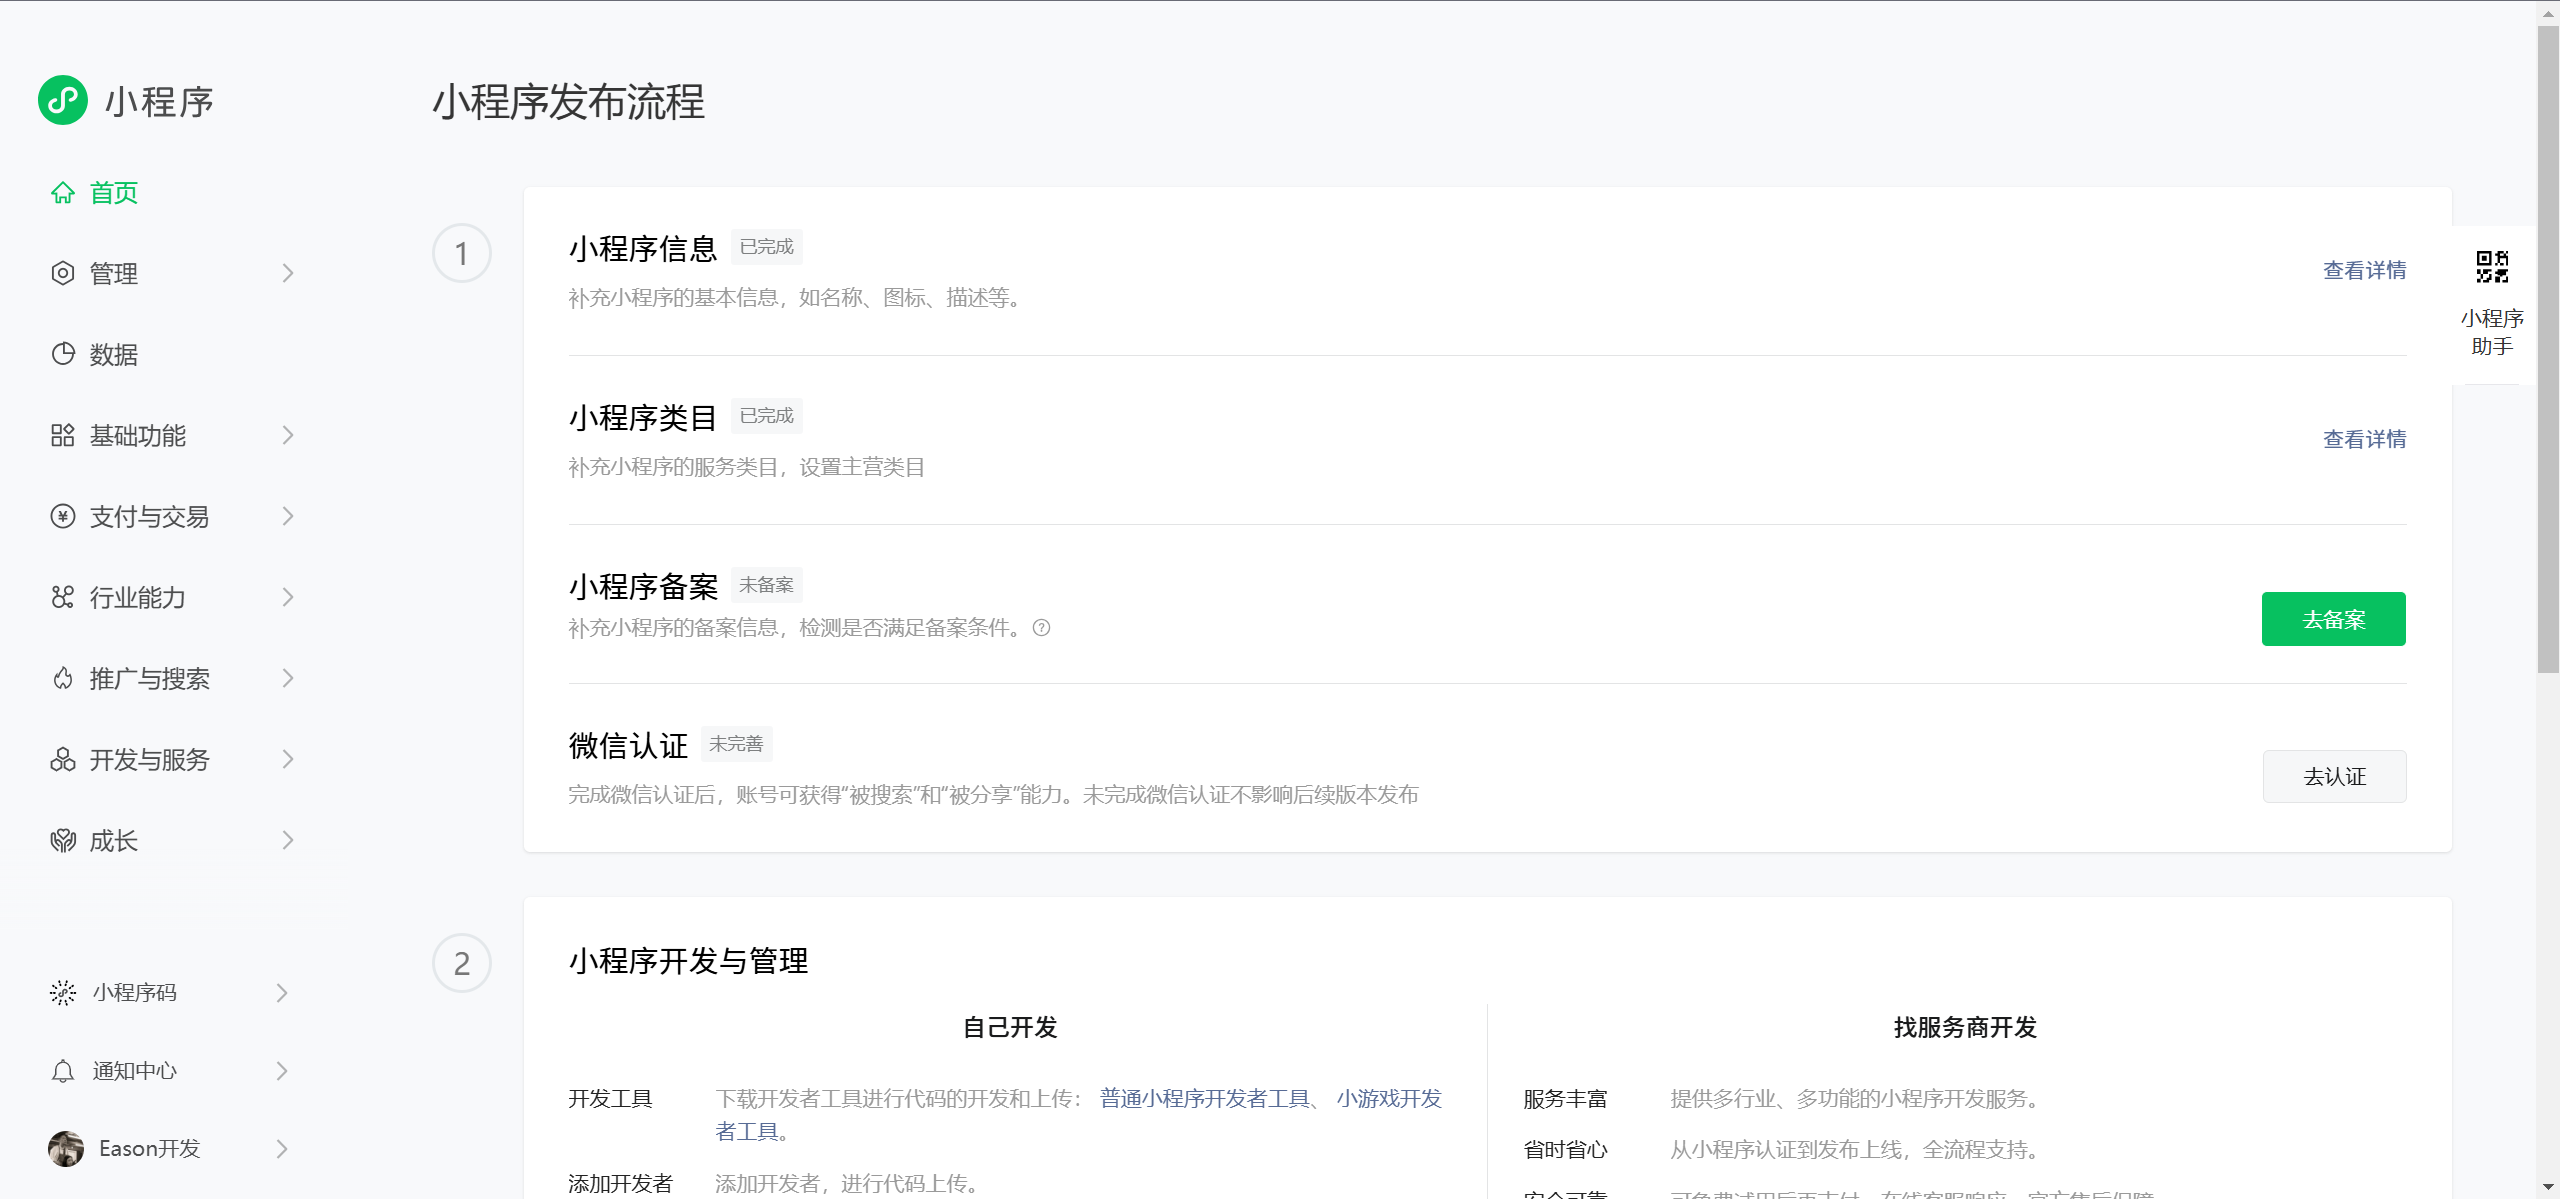 小程序
首页
管理
数据
基础功能
支付与交易
行业能力
推广与搜索
开发与服务
成长
小程序码
通知中心
Eason开发
小程序发布流程
1
小程序信息 已完成
补充小程序的基本信息，如名称、图标、描述等。
查看详情
小程序类目 已完成
补充小程序的服务类目，设置主营类目
查看详情
小程序备案 未备案
补充小程序的备案信息，检测是否满足备案条件。
去备案
微信认证 未完善
完成微信认证后，账号可获得“被搜索”和“被分享”能力。未完成微信认证不影响后续版本发布
去认证
2
小程序开发与管理
自己开发
开发工具 下载开发者工具进行代码的开发和上传： 普通小程序开发者工具、 小游戏开发
者工具。
添加开发者 添加开发者，进行代码上传。
找服务商开发
服务丰富 提供多行业、多功能的小程序开发服务。
省时省心 从小程序认证到发布上线，全流程支持。
小程序
助手